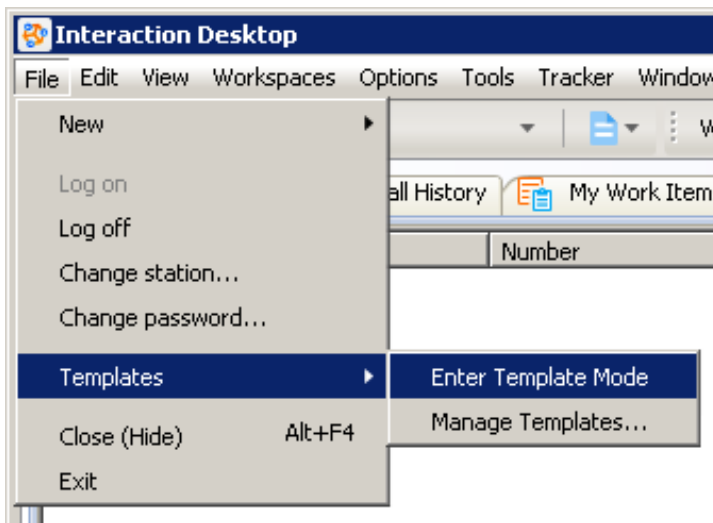 Interaction Desktop
File Edit View Workspaces Options Tools Tracker Window
New
Log on
all History My Work Item
Log off
Number
Change station...
Change password...
Templates Enter Template Mode
Manage Templates...
Close (Hide) Alt+F4
Exit